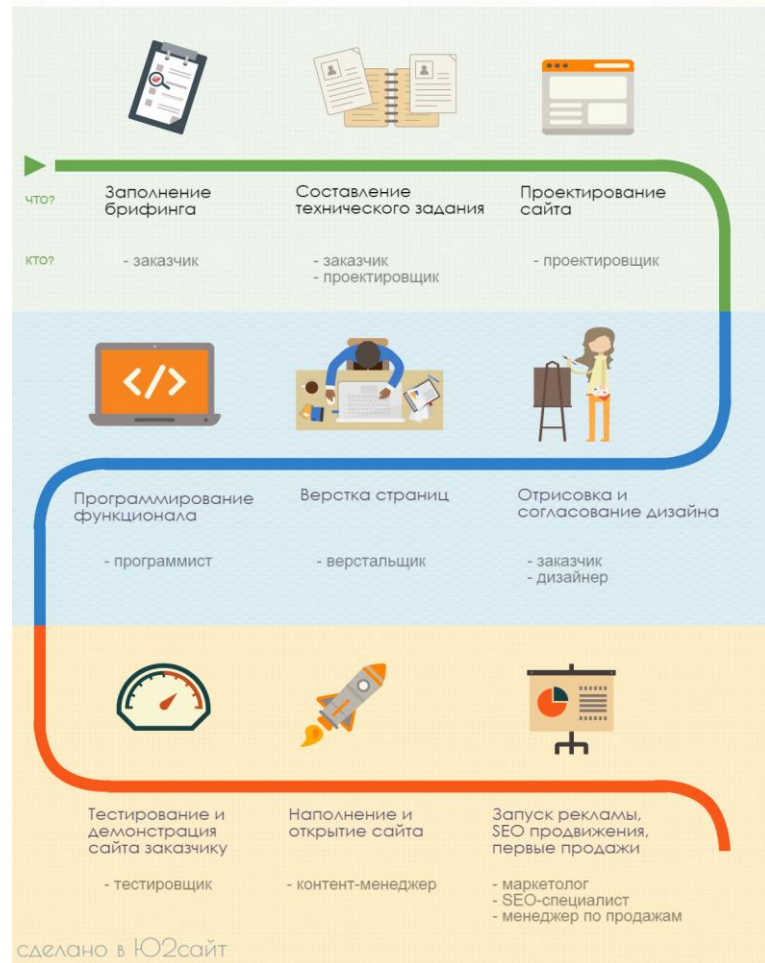 ЧТО?
Заполнение
брифинга
Составление
технического задания
Проектирование
сайта
КТО?
- заказчик
- заказчик
- проектировщик
- проектировщик
</>
Программирование
функционала
Верстка страниц
Отрисовка и
согласование дизайна
- программист
- верстальщик
- заказчик
- дизайнер
Тестирование и
демонстрация
сайта заказчику
Наполнение и
открытие сайта
Запуск рекламы,
SEO продвижения,
первые продажи
- тестировщик
- контент-менеджер
- маркетолог
- SEO-специалист
- менеджер по продажам
сделано в Ю2сайт